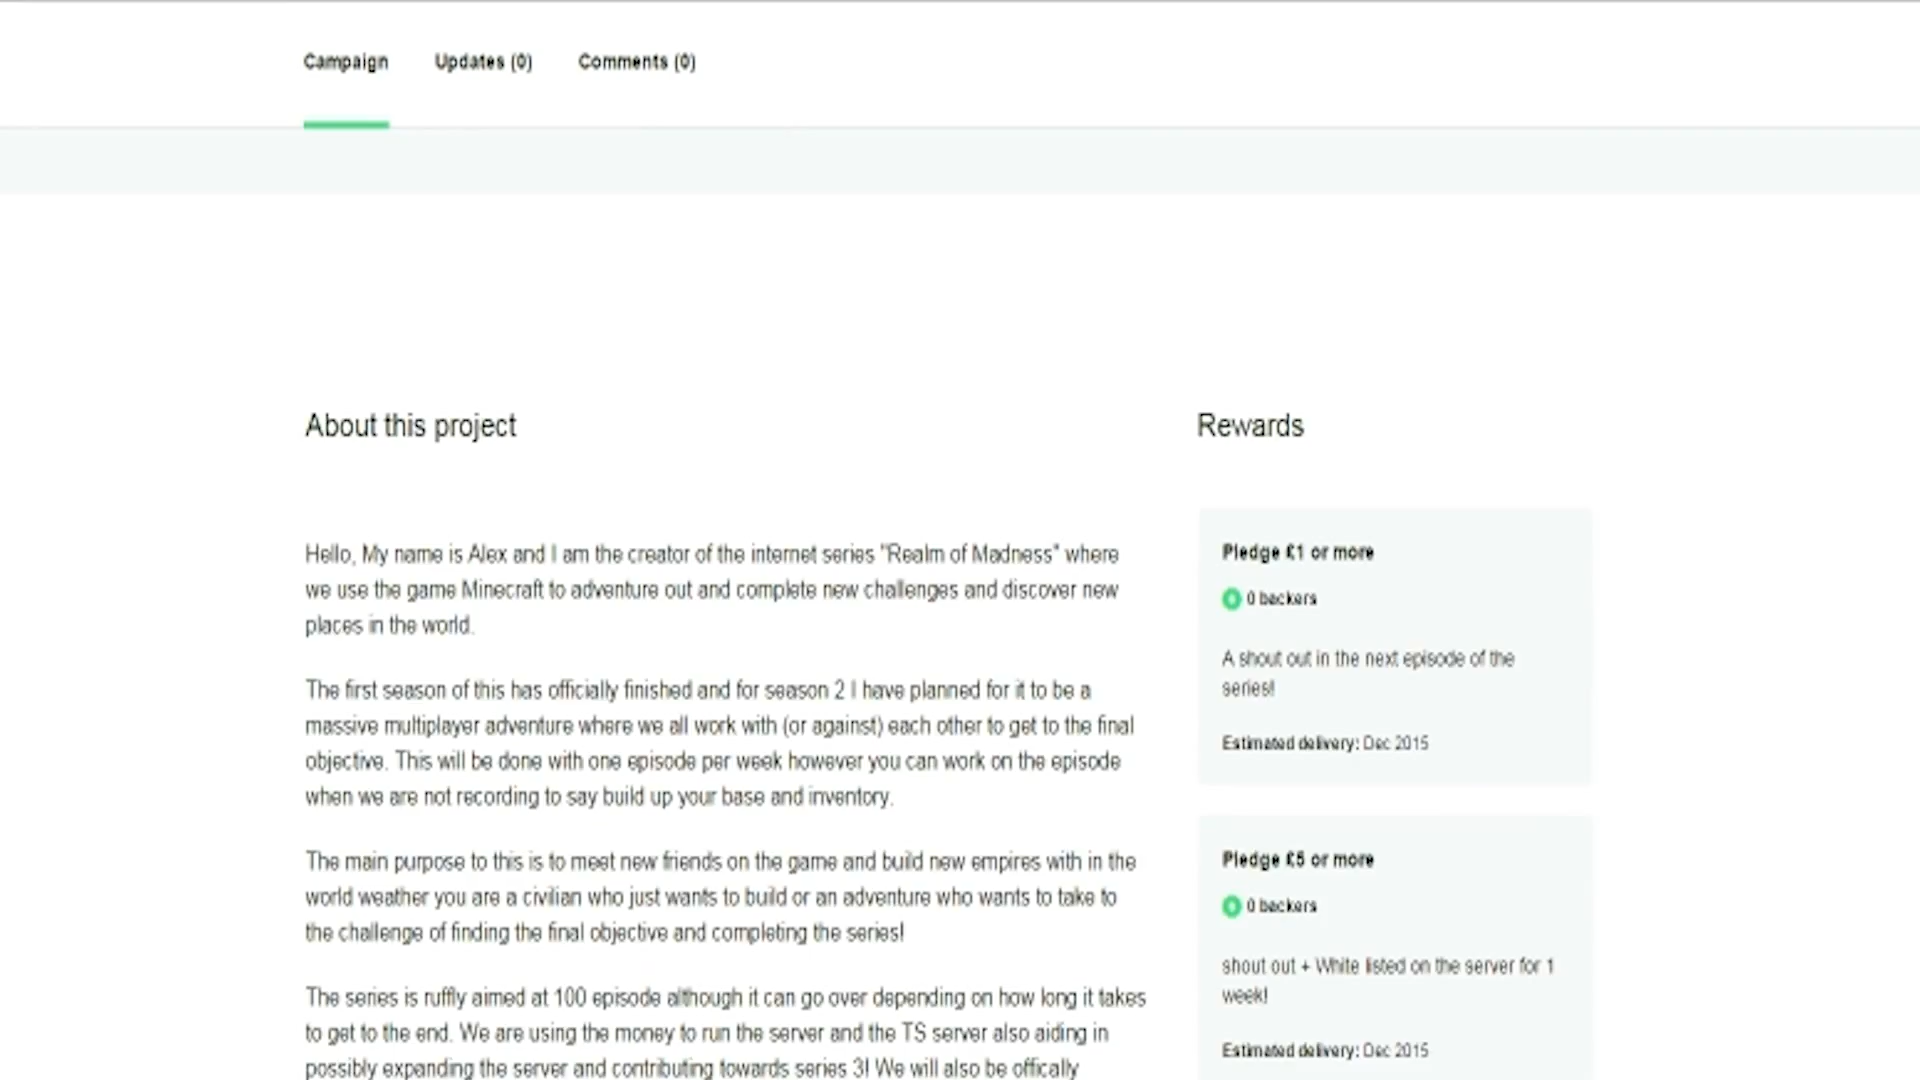 Campaign Updates (0) Comments (0)
About this project
Hello, My name is Alex and I am the creator of the internet series "Realm of Madness" where
we use the game Minecraft to adventure out and complete new challenges and discover new
places in the world.
The first season of this has officially finished and for season 2 I have planned for it to be a
massive multiplayer adventure where we all work with (or against) each other to get to the final
objective. This will be done with one episode per week however you can work on the episode
when we are not recording to say build up your base and inventory.
The main purpose to this is to meet new friends on the game and build new empires with in the
world weather you are a civilian who just wants to build or an adventure who wants to take to
the challenge of finding the final objective and completing the series!
The series is ruffly aimed at 100 episode although it can go over depending on how long it takes
to get to the end. We are using the money to run the server and the TS server also aiding in
possibly expanding the server and contributing towards series 3! We will also be offically
Rewards
Pledge £1 or more
0 backers
A shout out in the next episode of the
series!
Estimated delivery: Dec 2015
Pledge £5 or more
0 backers
shout out + White listed on the server for 1
week!
Estimated delivery: Dec 2015